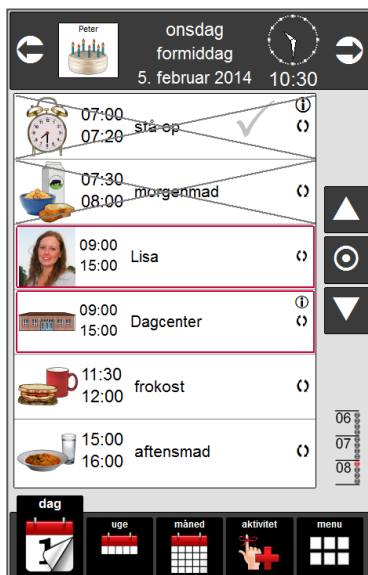 Peter
onsdag
formiddag
5. februar 2014
10:30
07:00
07:20
stå op
07:30
08:00
morgenmad
09:00
15:00
Lisa
09:00
15:00
Dagcenter
11:30
12:00
frokost
15:00
16:00
aftensmad
06
07
08
dag
1
uge
måned
aktivitet
menu